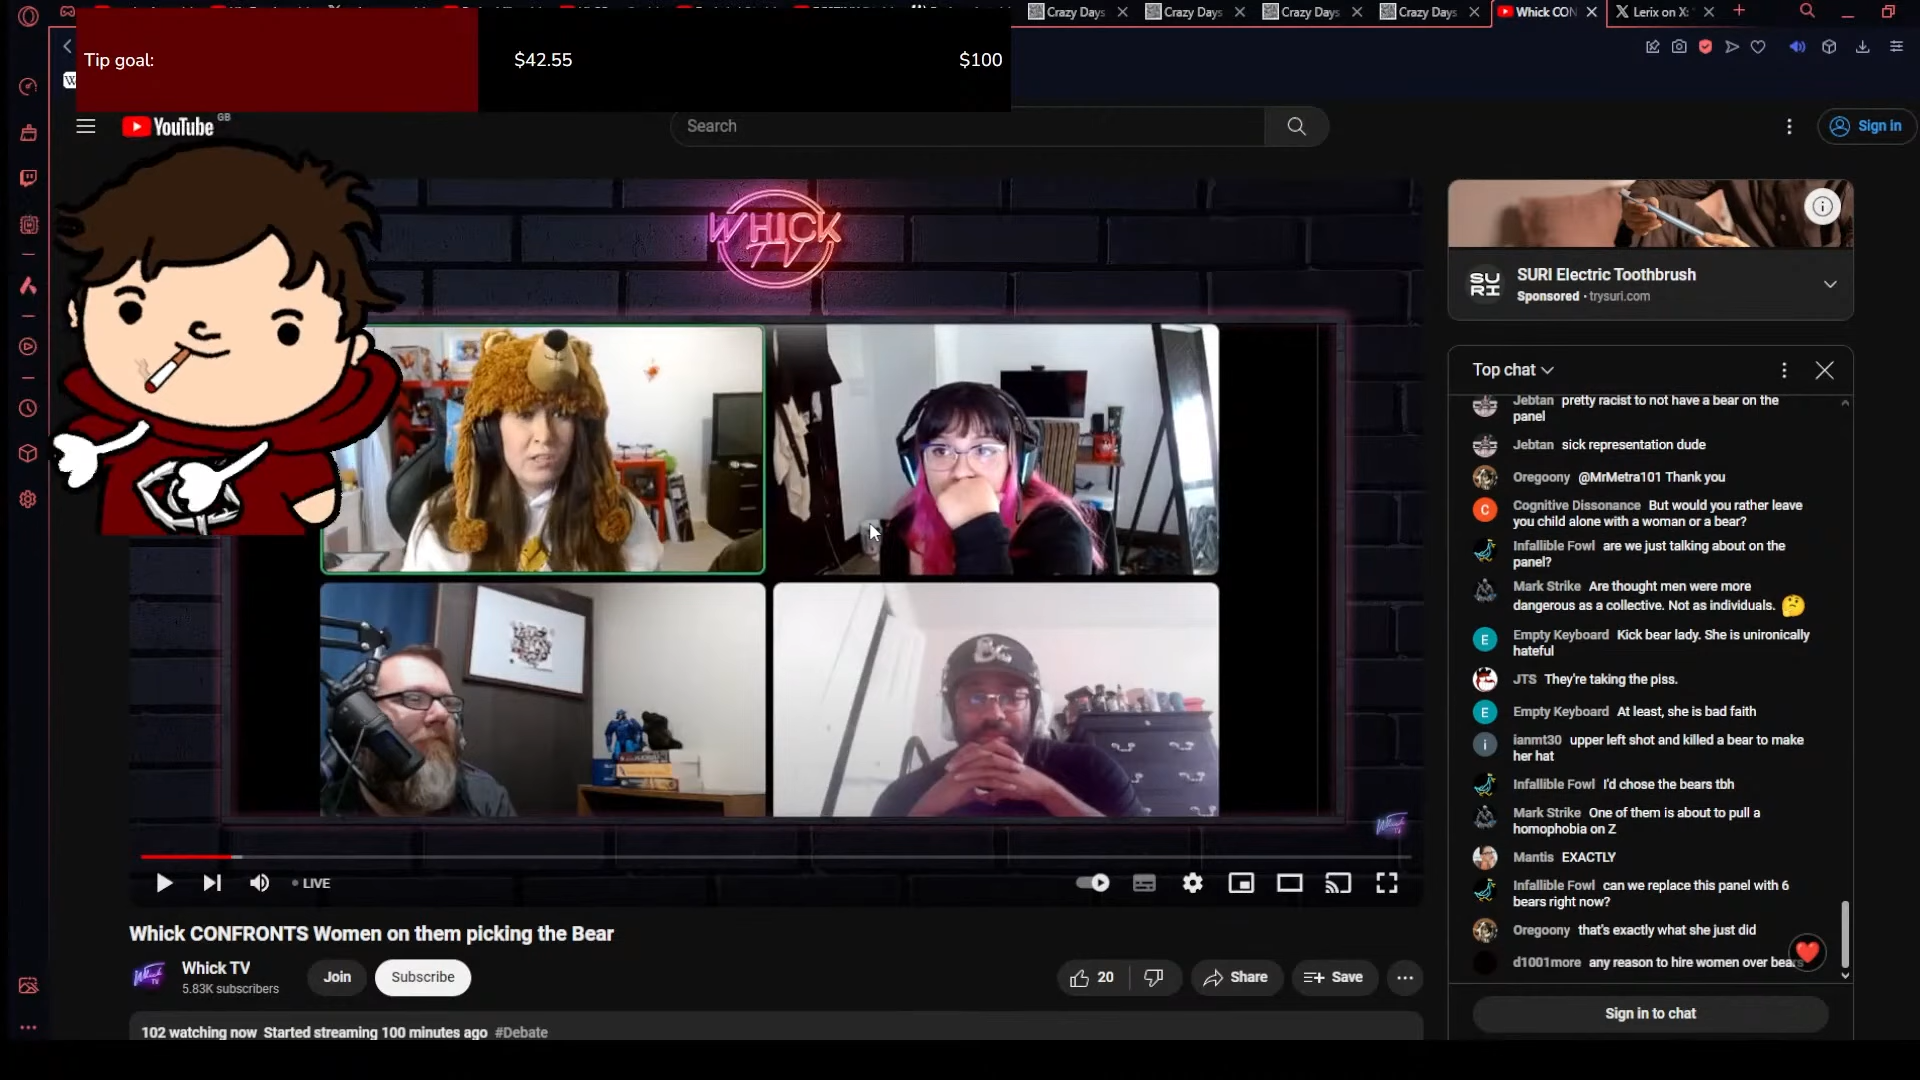 Crazy Days
Crazy Days
Crazy Days
Crazy Days
Whick CON
Lerix on X:
Tip goal:
$42.55
$100
W
YouTube GB
Search
Sign in
WHICK
TV
SURI Electric Toothbrush
Sponsored · trysuri.com
SU
RI
Top chat
Jebtan pretty racist to not have a bear on the
panel
Jebtan sick representation dude
Oregoony @MrMetra101 Thank you
C
Cognitive Dissonance But would you rather leave
you child alone with a woman or a bear?
Infallible Fowl are we just talking about on the
panel?
Mark Strike Are thought men were more
dangerous as a collective. Not as individuals. 🤔
E
Empty Keyboard Kick bear lady. She is unironically
hateful
JTS They're taking the piss.
E
Empty Keyboard At least, she is bad faith
i
ianmt30 upper left shot and killed a bear to make
her hat
Infallible Fowl I'd chose the bears tbh
Mark Strike One of them is about to pull a
homophobia on Z
Mantis EXACTLY
Infallible Fowl can we replace this panel with 6
bears right now?
Oregoony that's exactly what she just did
d1001more any reason to hire women over bears
Sign in to chat
LIVE
Whick CONFRONTS Women on them picking the Bear
Whick TV
5.83K subscribers
Join
Subscribe
20
Share
Save
102 watching now Started streaming 100 minutes ago #Debate